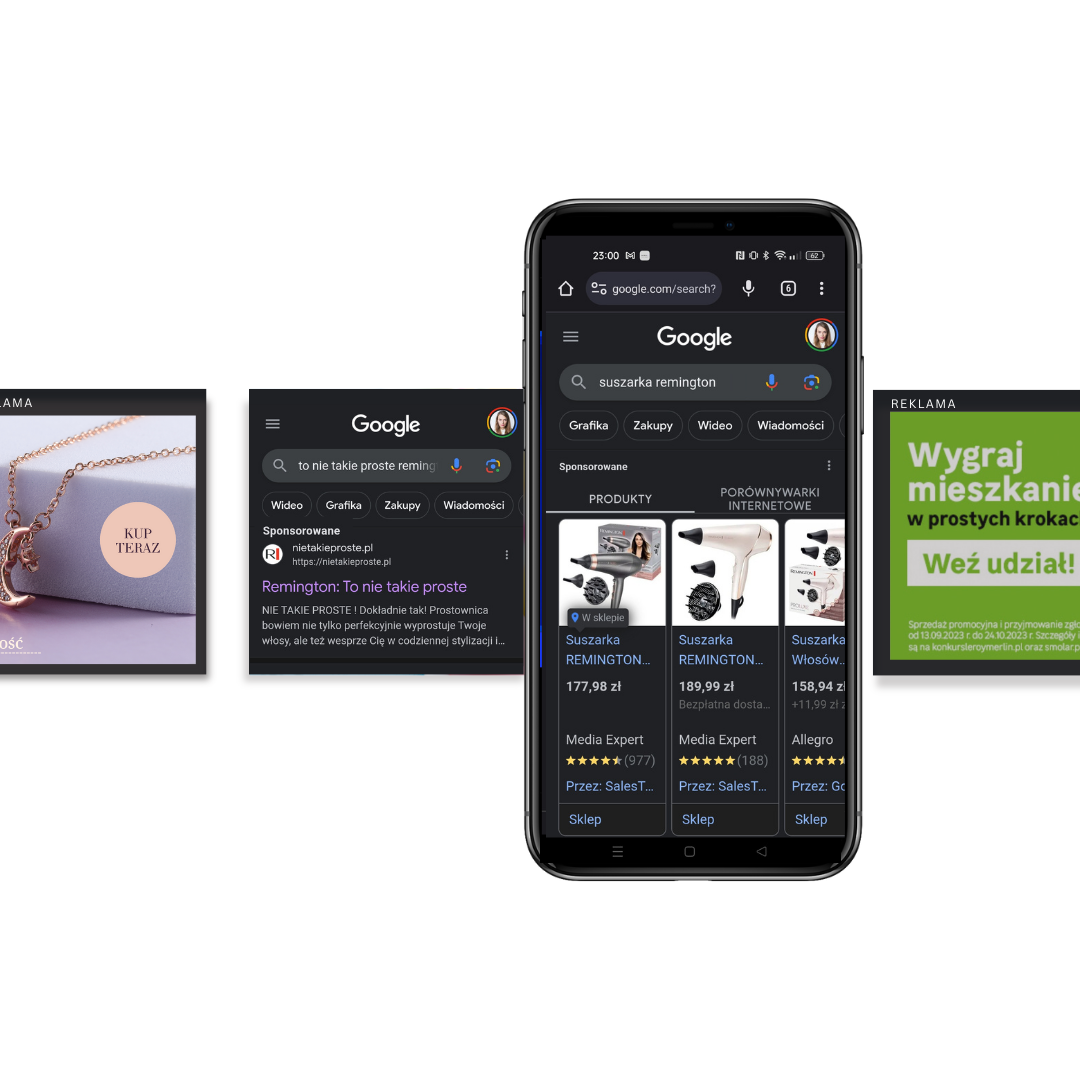 LAMA
KUP
TERAZ
ość
Google
to nie takie proste reming
Wideo
Grafika
Zakupy
Wiadomości
Sponsorowane
RI
nietakieproste.pl
https://nietakieproste.pl
Remington: To nie takie proste
NIE TAKIE PROSTE ! Dokładnie tak! Prostownica
bowiem nie tylko perfekcyjnie wyprostuje Twoje
włosy, ale też wesprze Cię w codziennej stylizacji i...
23:00
62
google.com/search?
6
Google
suszarka remington
Grafika
Zakupy
Wideo
Wiadomości
Sponsorowane
PRODUKTY
PORÓWNYWARKI
INTERNETOWE
W sklepie
Suszarka
REMINGTON...
177,98 zł
Media Expert
(977)
Przez: SalesT...
Sklep
Suszarka
REMINGTON...
189,99 zł
Bezpłatna dosta...
Media Expert
(188)
Przez: SalesT...
Sklep
REMINGTON
Suszarka
Włosów...
158,94 zł
+11,99 zł z
Allegro
Przez: Go
Sklep
REKLAMA
Wygraj
mieszkanie
w prostych krokac
Weź udział!
Sprzedaż promocyjna i przyjmowanie zgło
od 13.09.2023 r. do 24.10.2023 r. Szczegóły i
są na konkursleroymerlin.pl oraz smolar.p